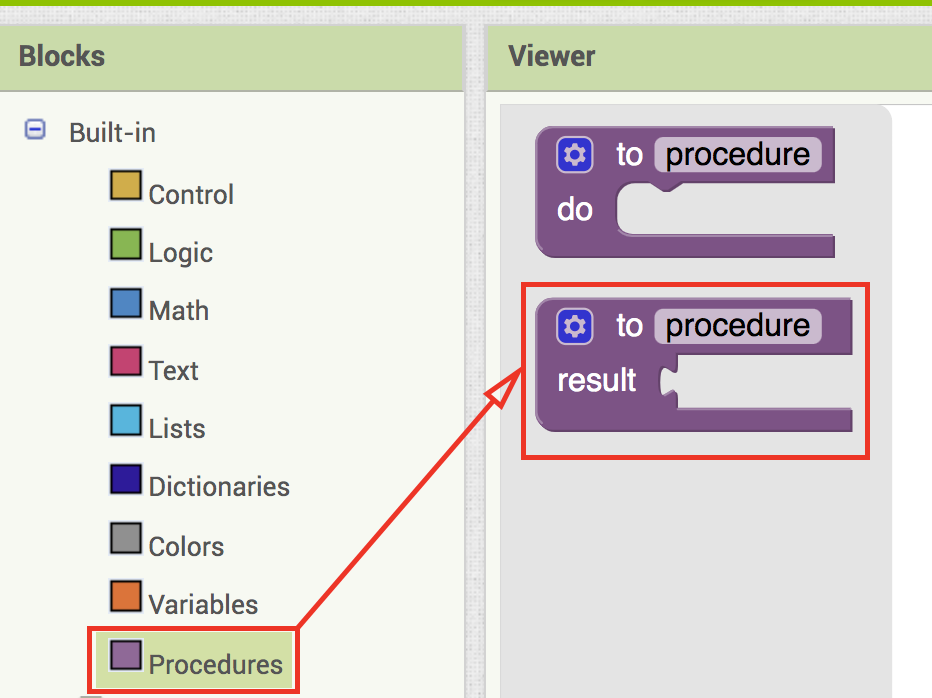 Blocks
Viewer
Built-in
Control
Logic
Math
Text
Lists
Dictionaries
Colors
Variables
Procedures
to procedure
do
to procedure
result